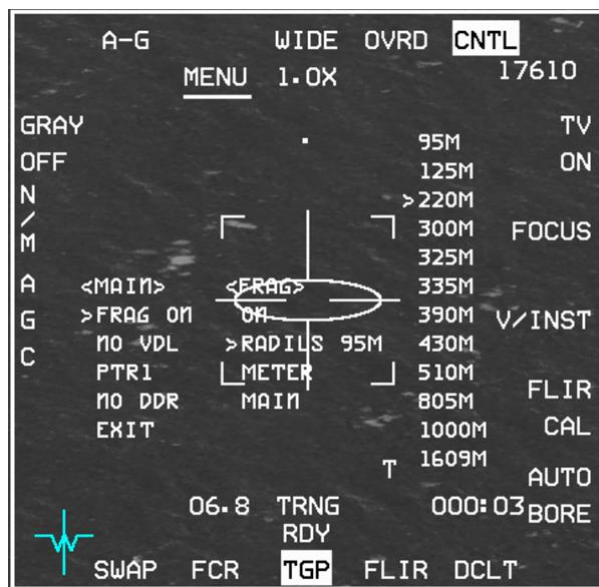 A-G WIDE OVRD CNTL
MENU 1.0X 17610
GRAY TV
OFF 95M ON
125M
N >220M
/ 300M FOCUS
M 325M
A <MAIN> <FRAG> 335M
G >FRAG ON ON 390M V/INST
C NO VDL >RADILS 95M 430M
PTR1 METER 510M FLIR
NO DDR MAIN 805M CAL
EXIT 1000M
T 1609M AUTO
06.8 TRNG 000:03 BORE
RDY
SWAP FCR TGP FLIR DCLT